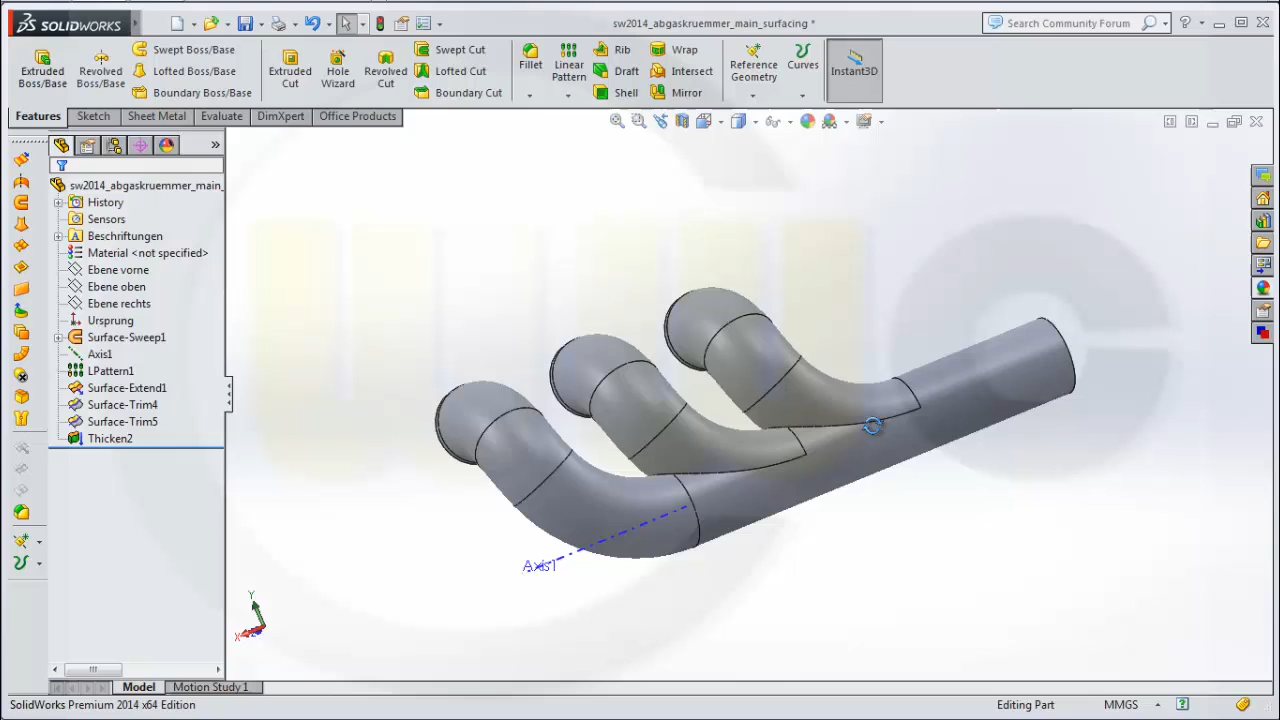 SOLIDWORKS
sw2014_abgaskruemmer_main_surfacing *
Search Community Forum
Extruded Boss/Base
Revolved Boss/Base
Swept Boss/Base
Lofted Boss/Base
Boundary Boss/Base
Extruded Cut
Hole Wizard
Revolved Cut
Swept Cut
Lofted Cut
Boundary Cut
Fillet
Linear Pattern
Rib
Draft
Shell
Wrap
Intersect
Mirror
Reference Geometry
Curves
Instant3D
Features
Sketch
Sheet Metal
Evaluate
DimXpert
Office Products
sw2014_abgaskruemmer_main_
History
Sensors
Beschriftungen
Material <not specified>
Ebene vorne
Ebene oben
Ebene rechts
Ursprung
Surface-Sweep1
Axis1
LPattern1
Surface-Extend1
Surface-Trim4
Surface-Trim5
Thicken2
Axis1
Y
X
Model
Motion Study 1
SolidWorks Premium 2014 x64 Edition
Editing Part
MMGS